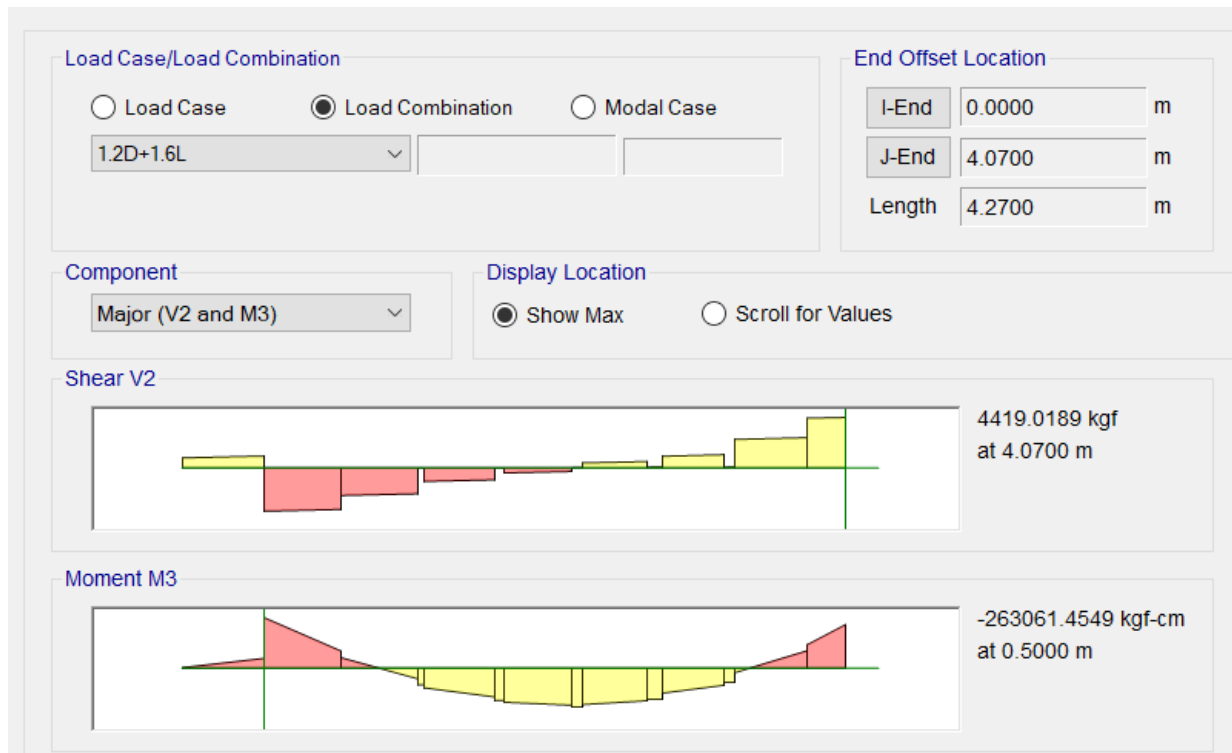 Load Case/Load Combination
Load Case
Load Combination
Modal Case
1.2D+1.6L
End Offset Location
I-End 0.0000 m
J-End 4.0700 m
Length 4.2700 m
Component
Major (V2 and M3)
Display Location
Show Max
Scroll for Values
Shear V2
4419.0189 kgf
at 4.0700 m
Moment M3
-263061.4549 kgf-cm
at 0.5000 m